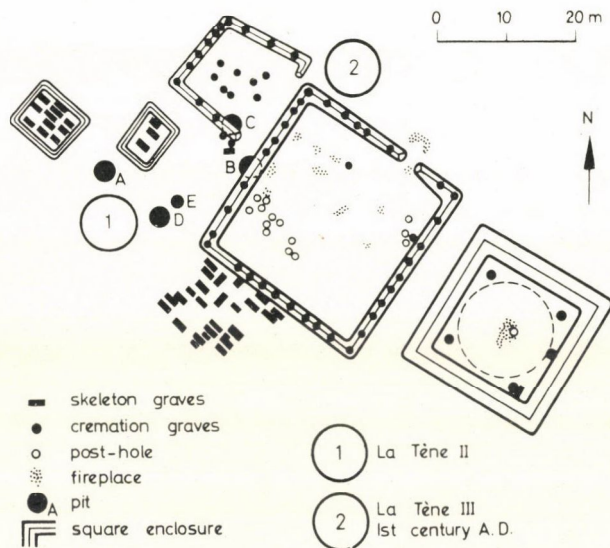 0 10 20 m
2
N
C
B
A
E
D
1
skeleton graves
cremation graves
post-hole
fireplace
A pit
square enclosure
1 La Tène II
2 La Tène III
Ist century A.D.